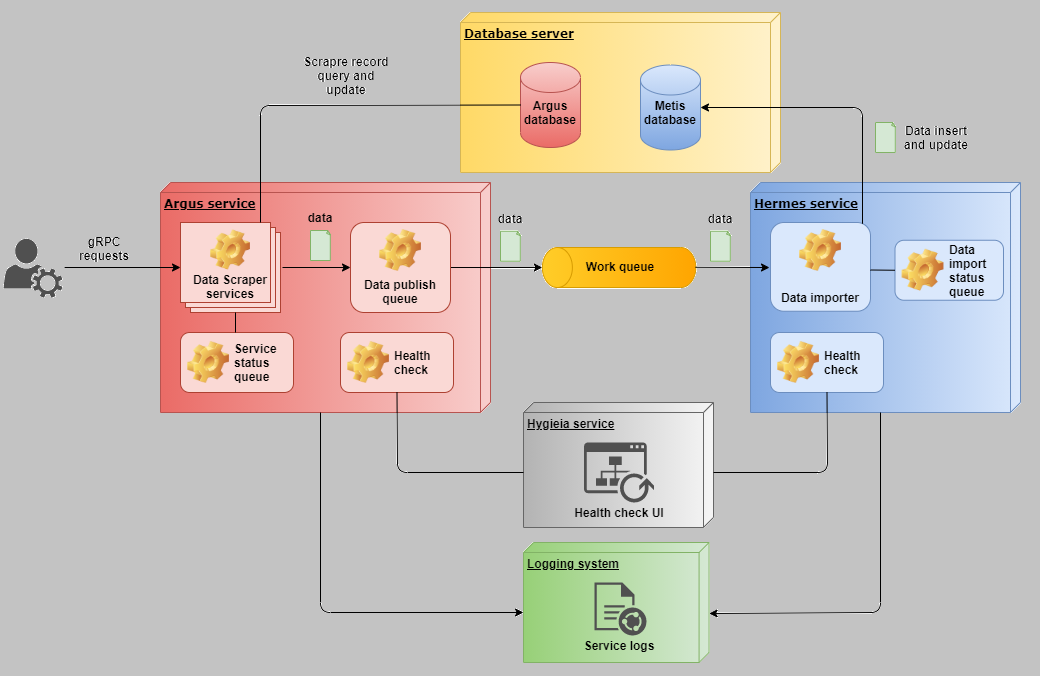 Database server
Scrapre record
query and
update
Argus
database
Metis
database
Data insert
and update
Argus service
data
data
data
Hermes service
gRPC
requests
Data Scraper
services
Data publish
queue
Work queue
Data importer
Data
import
status
queue
Service
status
queue
Health
check
Health
check
Hygieia service
Health check UI
Logging system
Service logs